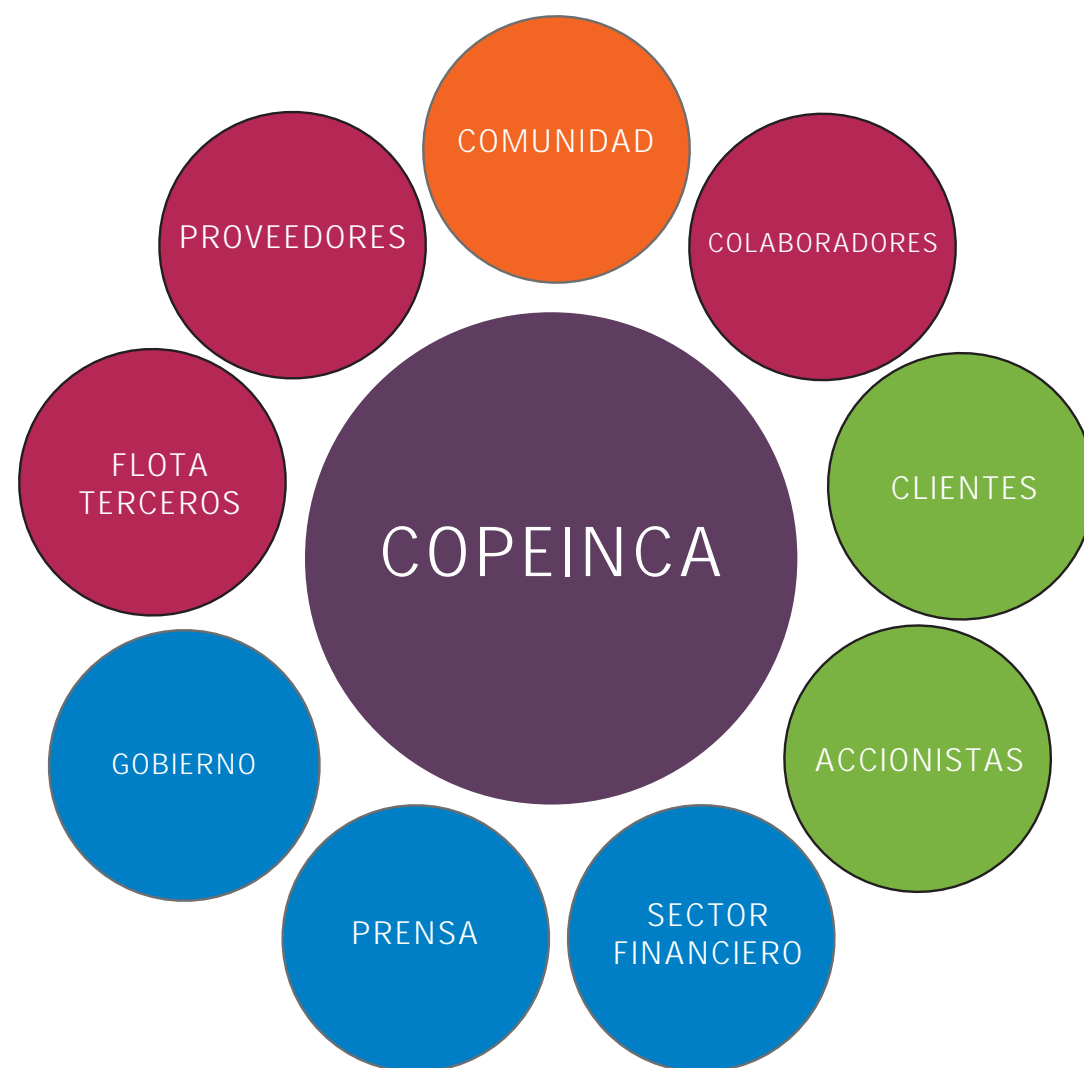 COMUNIDAD
PROVEEDORES
COLABORADORES
FLOTA
TERCEROS
CLIENTES
COPEINCA
GOBIERNO
ACCIONISTAS
PRENSA
SECTOR
FINANCIERO